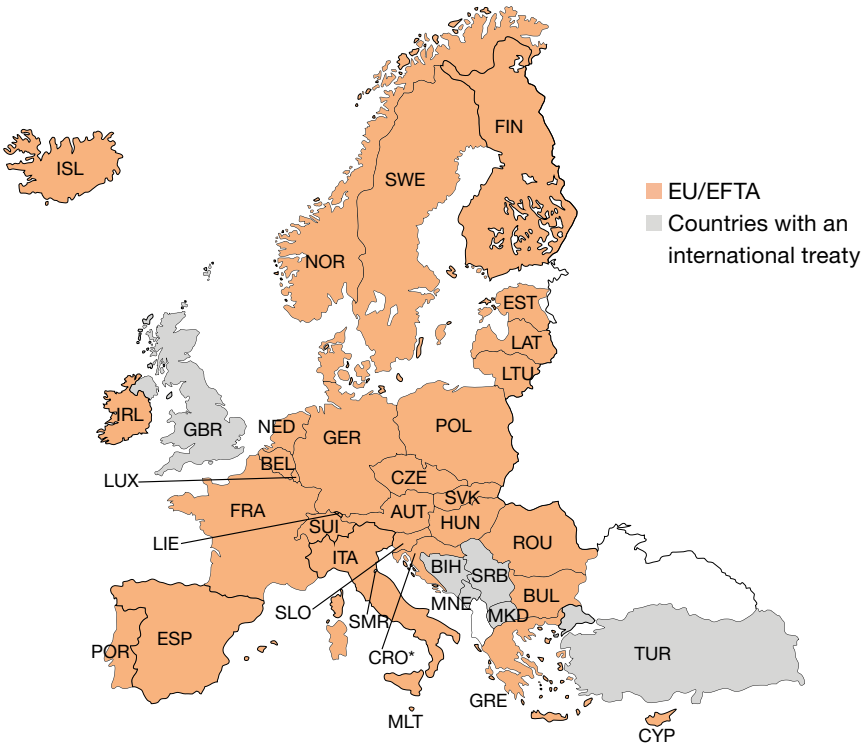 FIN
ISL
SWE
EU/EFTA
Countries with an
international treaty
NOR
EST
LAT
LTU
IRL
GBR
NED
GER
POL
BEL
LUX
CZE
SVK
FRA
AUT
HUN
SUI
LIE
ROU
ITA
BIH
SRB
BUL
MNE
SLO
SMR
MKD
POR
ESP
CRO*
TUR
GRE
MLT
CYP